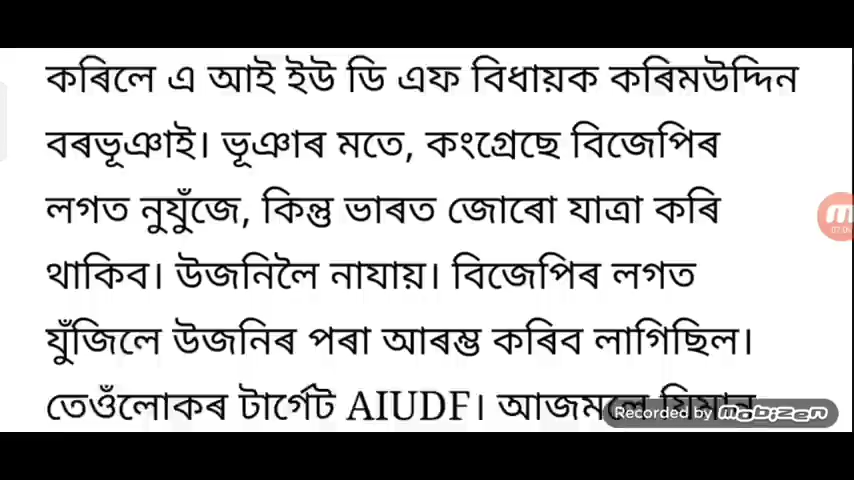 কৰিলে এ আই ইউ ডি এফ বিধায়ক কৰিমউদ্দিন
বৰভূঞাই। ভূঞাৰ মতে, কংগ্ৰেছে বিজেপিৰ
লগত নুযুঁজে, কিন্তু ভাৰত জোৰো যাত্ৰা কৰি
থাকিব। উজনিলৈ নাযায়। বিজেপিৰ লগত
যুঁজিলে উজনিৰ পৰা আৰম্ভ কৰিব লাগিছিল।
তেওঁলোকৰ টাৰ্গেট AIUDF। আজমলে যিমান
Recorded by mobizen